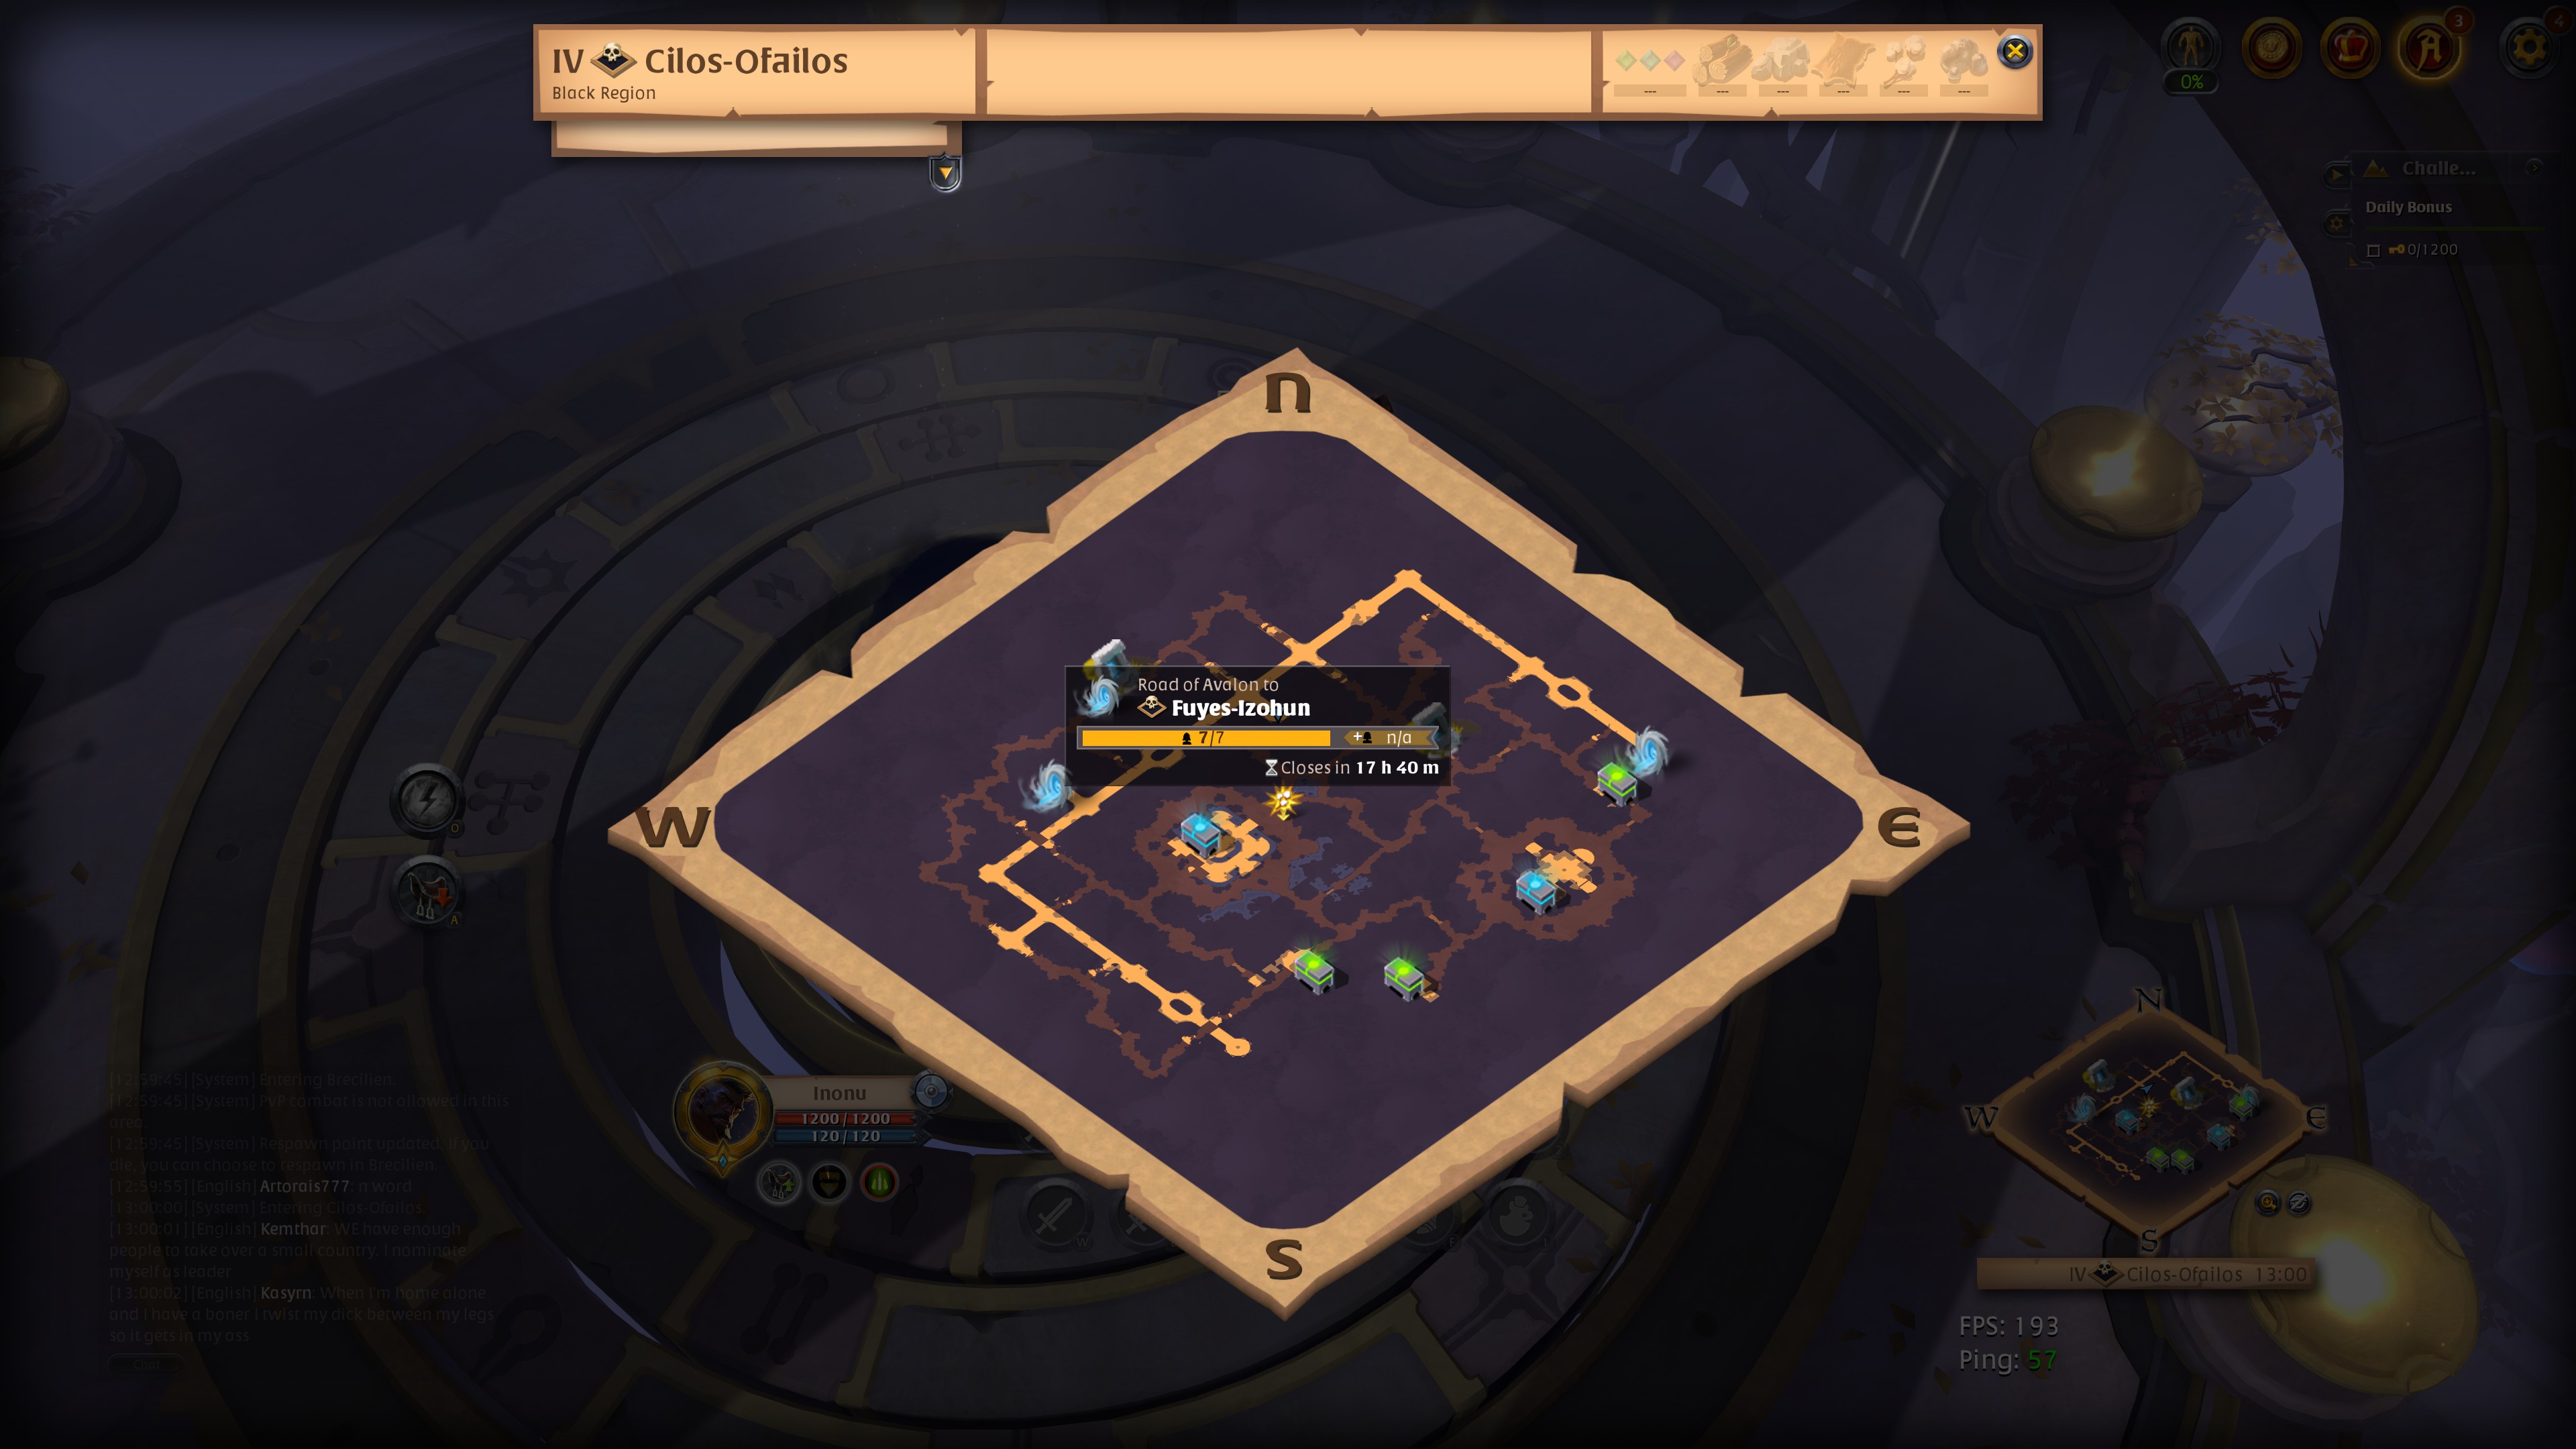 IV Cilos-Ofailos
Black Region
--- --- --- --- --- ---
3
4
0%
Challe...
Daily Bonus
0/1200
N
Road of Avalon to
Fuyes-Izohun
7/7 + n/a
Closes in 17 h 40 m
W
E
S
O
A
Inonu
1200/1200
120/120
W
[12:59:45] [System] Entering Brecilien.
[12:59:45] [System] PvP combat is not allowed in this
area.
[12:59:45] [System] Respawn point updated. If you
die, you can choose to respawn in Brecilien.
[12:59:55] [English] Artorais777: n word
[13:00:00] [System] Entering Cilos-Ofailos.
[13:00:01] [English] Kemthar: WE have enough
people to take over a small country. I nominate
myself as leader
[13:00:02] [English] Kasyrn: When I'm home alone
and I have a boner I twist my dick between my legs
so it gets in my ass
Chat
N
W
E
S
IV Cilos-Ofailos 13:00
FPS: 193
Ping: 57